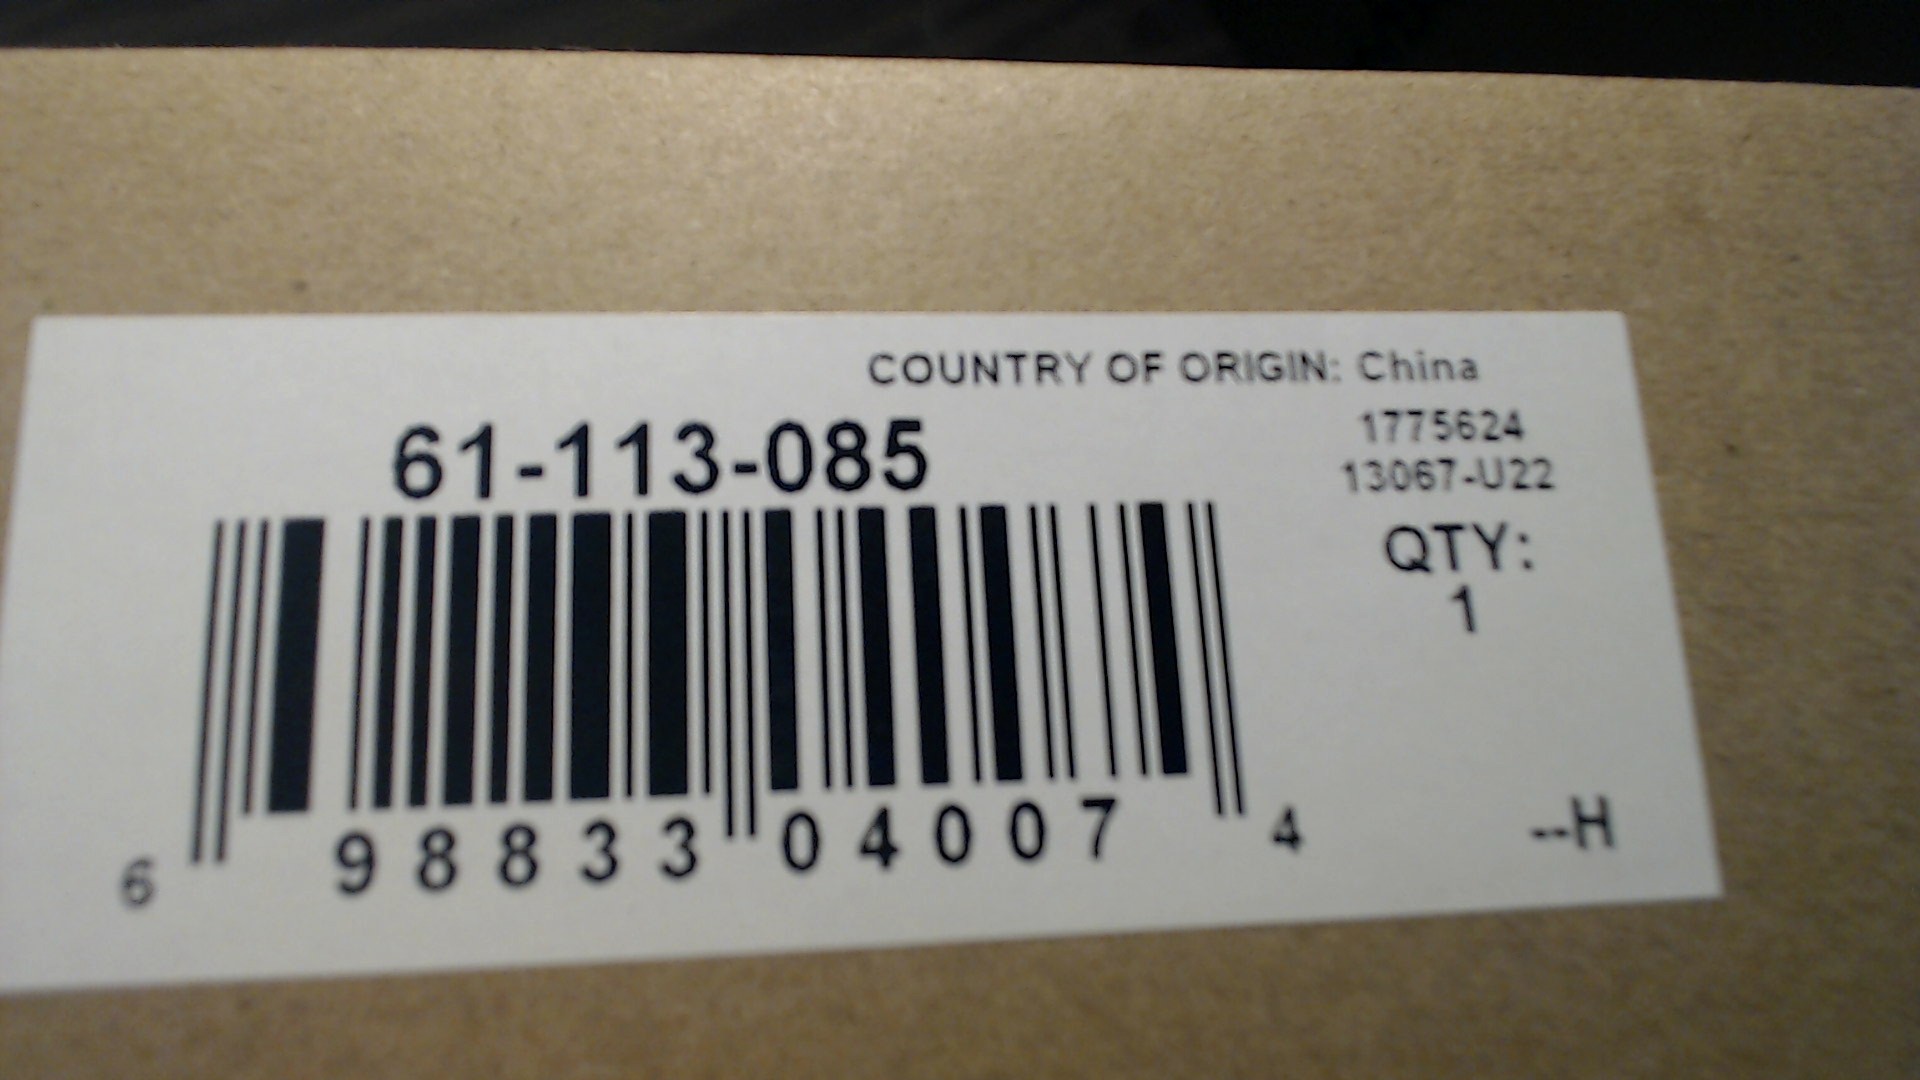 COUNTRY OF ORIGIN: China
61-113-085
1775624
13067-U22
QTY:
1
6 98833 04007 4
--H